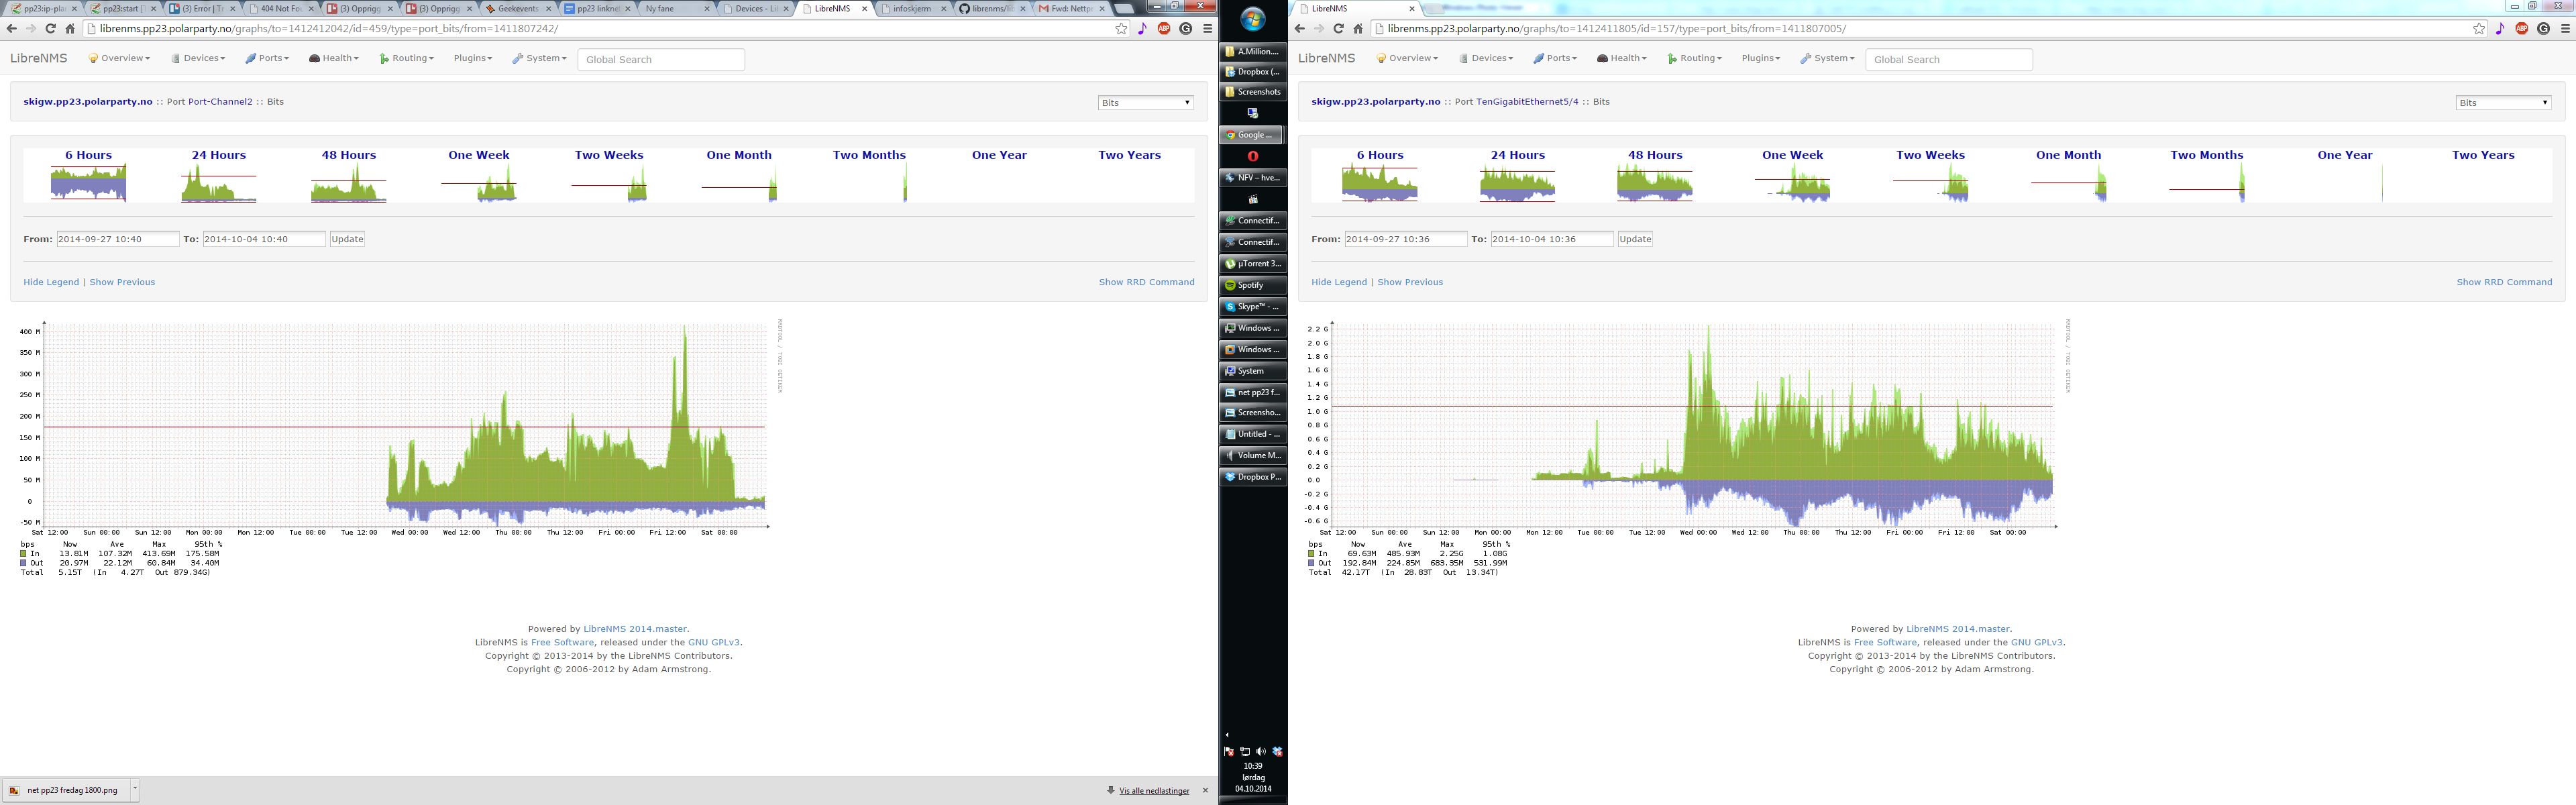 pp23:ip-plan
pp23:start [
(3) Error | Tr
404 Not Fou
(3) Opprigg
(3) Opprigg
Geekevents
pp23 linknet
Ny fane
Devices - Lib
LibreNMS
infoskjerm
librenms/lib
Fwd: Nettpr
librenms.pp23.polarparty.no/graphs/to=1412412042/id=459/type=port_bits/from=1411807242/
LibreNMS Overview Devices Ports Health Routing Plugins System Global Search
skigw.pp23.polarparty.no :: Port Port-Channel2 :: Bits
Bits
6 Hours 24 Hours 48 Hours One Week Two Weeks One Month Two Months One Year Two Years
From: 2014-09-27 10:40 To: 2014-10-04 10:40 Update
Hide Legend | Show Previous
Show RRD Command
400 M
350 M
300 M
250 M
200 M
150 M
100 M
50 M
0
-50 M
RRDTOOL / TOBI OETIKER
Sat 12:00 Sun 00:00 Sun 12:00 Mon 00:00 Mon 12:00 Tue 00:00 Tue 12:00 Wed 00:00 Wed 12:00 Thu 00:00 Thu 12:00 Fri 00:00 Fri 12:00 Sat 00:00
bps Now Ave Max 95th %
In 13.81M 107.32M 413.69M 175.58M
Out 20.97M 22.12M 60.84M 34.40M
Total 5.15T (In 4.27T Out 879.34G)
Powered by LibreNMS 2014.master.
LibreNMS is Free Software, released under the GNU GPLv3.
Copyright © 2013-2014 by the LibreNMS Contributors.
Copyright © 2006-2012 by Adam Armstrong.
net pp23 fredag 1800.png
Vis alle nedlastinger
A.Million....
Dropbox (...
Screenshots
Google ...
NFV – hve...
Connectif...
Connectif...
µTorrent 3...
Spotify
Skype™ - ...
Windows ...
Windows ...
System
net pp23 f...
Screensho...
Untitled - ...
Volume M...
Dropbox P...
10:39
lørdag
04.10.2014
LibreNMS
librenms.pp23.polarparty.no/graphs/to=1412411805/id=157/type=port_bits/from=1411807005/
LibreNMS Overview Devices Ports Health Routing Plugins System Global Search
skigw.pp23.polarparty.no :: Port TenGigabitEthernet5/4 :: Bits
Bits
6 Hours 24 Hours 48 Hours One Week Two Weeks One Month Two Months One Year Two Years
From: 2014-09-27 10:36 To: 2014-10-04 10:36 Update
Hide Legend | Show Previous
Show RRD Command
2.2 G
2.0 G
1.8 G
1.6 G
1.4 G
1.2 G
1.0 G
0.8 G
0.6 G
0.4 G
0.2 G
0.0
-0.2 G
-0.4 G
-0.6 G
RRDTOOL / TOBI OETIKER
Sat 12:00 Sun 00:00 Sun 12:00 Mon 00:00 Mon 12:00 Tue 00:00 Tue 12:00 Wed 00:00 Wed 12:00 Thu 00:00 Thu 12:00 Fri 00:00 Fri 12:00 Sat 00:00
bps Now Ave Max 95th %
In 69.63M 485.93M 2.25G 1.08G
Out 192.84M 224.85M 683.35M 531.99M
Total 42.17T (In 28.83T Out 13.34T)
Powered by LibreNMS 2014.master.
LibreNMS is Free Software, released under the GNU GPLv3.
Copyright © 2013-2014 by the LibreNMS Contributors.
Copyright © 2006-2012 by Adam Armstrong.